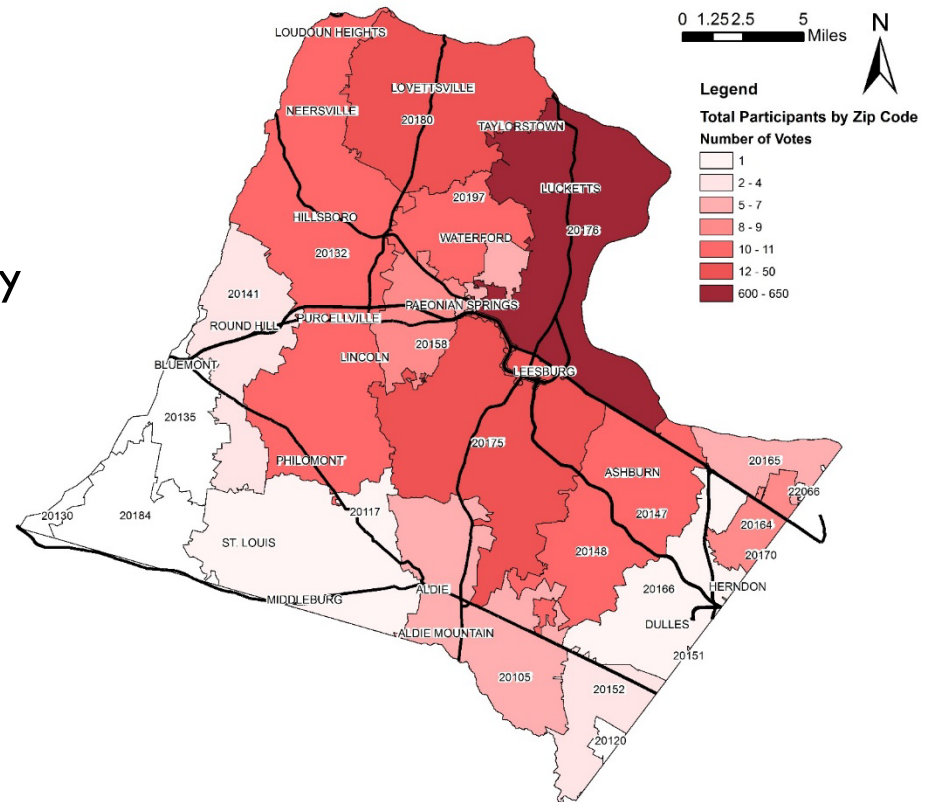 0 1.25 2.5 5
Miles
N
Legend
Total Participants by Zip Code
Number of Votes
1
2 - 4
5 - 7
8 - 9
10 - 11
12 - 50
600 - 650
y
LOUDOUN HEIGHTS
LOVETTSVILLE
NEERSVILLE
20180
TAYLORSTOWN
LUCKETTS
20197
HILLSBORO
20176
WATERFORD
20132
20141
PAEONIAN SPRINGS
ROUND HILL
PURCELLVILLE
20158
LINCOLN
BLUEMONT
LEESBURG
20135
20175
PHILOMONT
ASHBURN
20165
22066
20117
20147
20164
20130
20184
ST. LOUIS
20148
20170
ALDIE
20166
HERNDON
MIDDLEBURG
DULLES
ALDIE MOUNTAIN
20151
20105
20152
20120